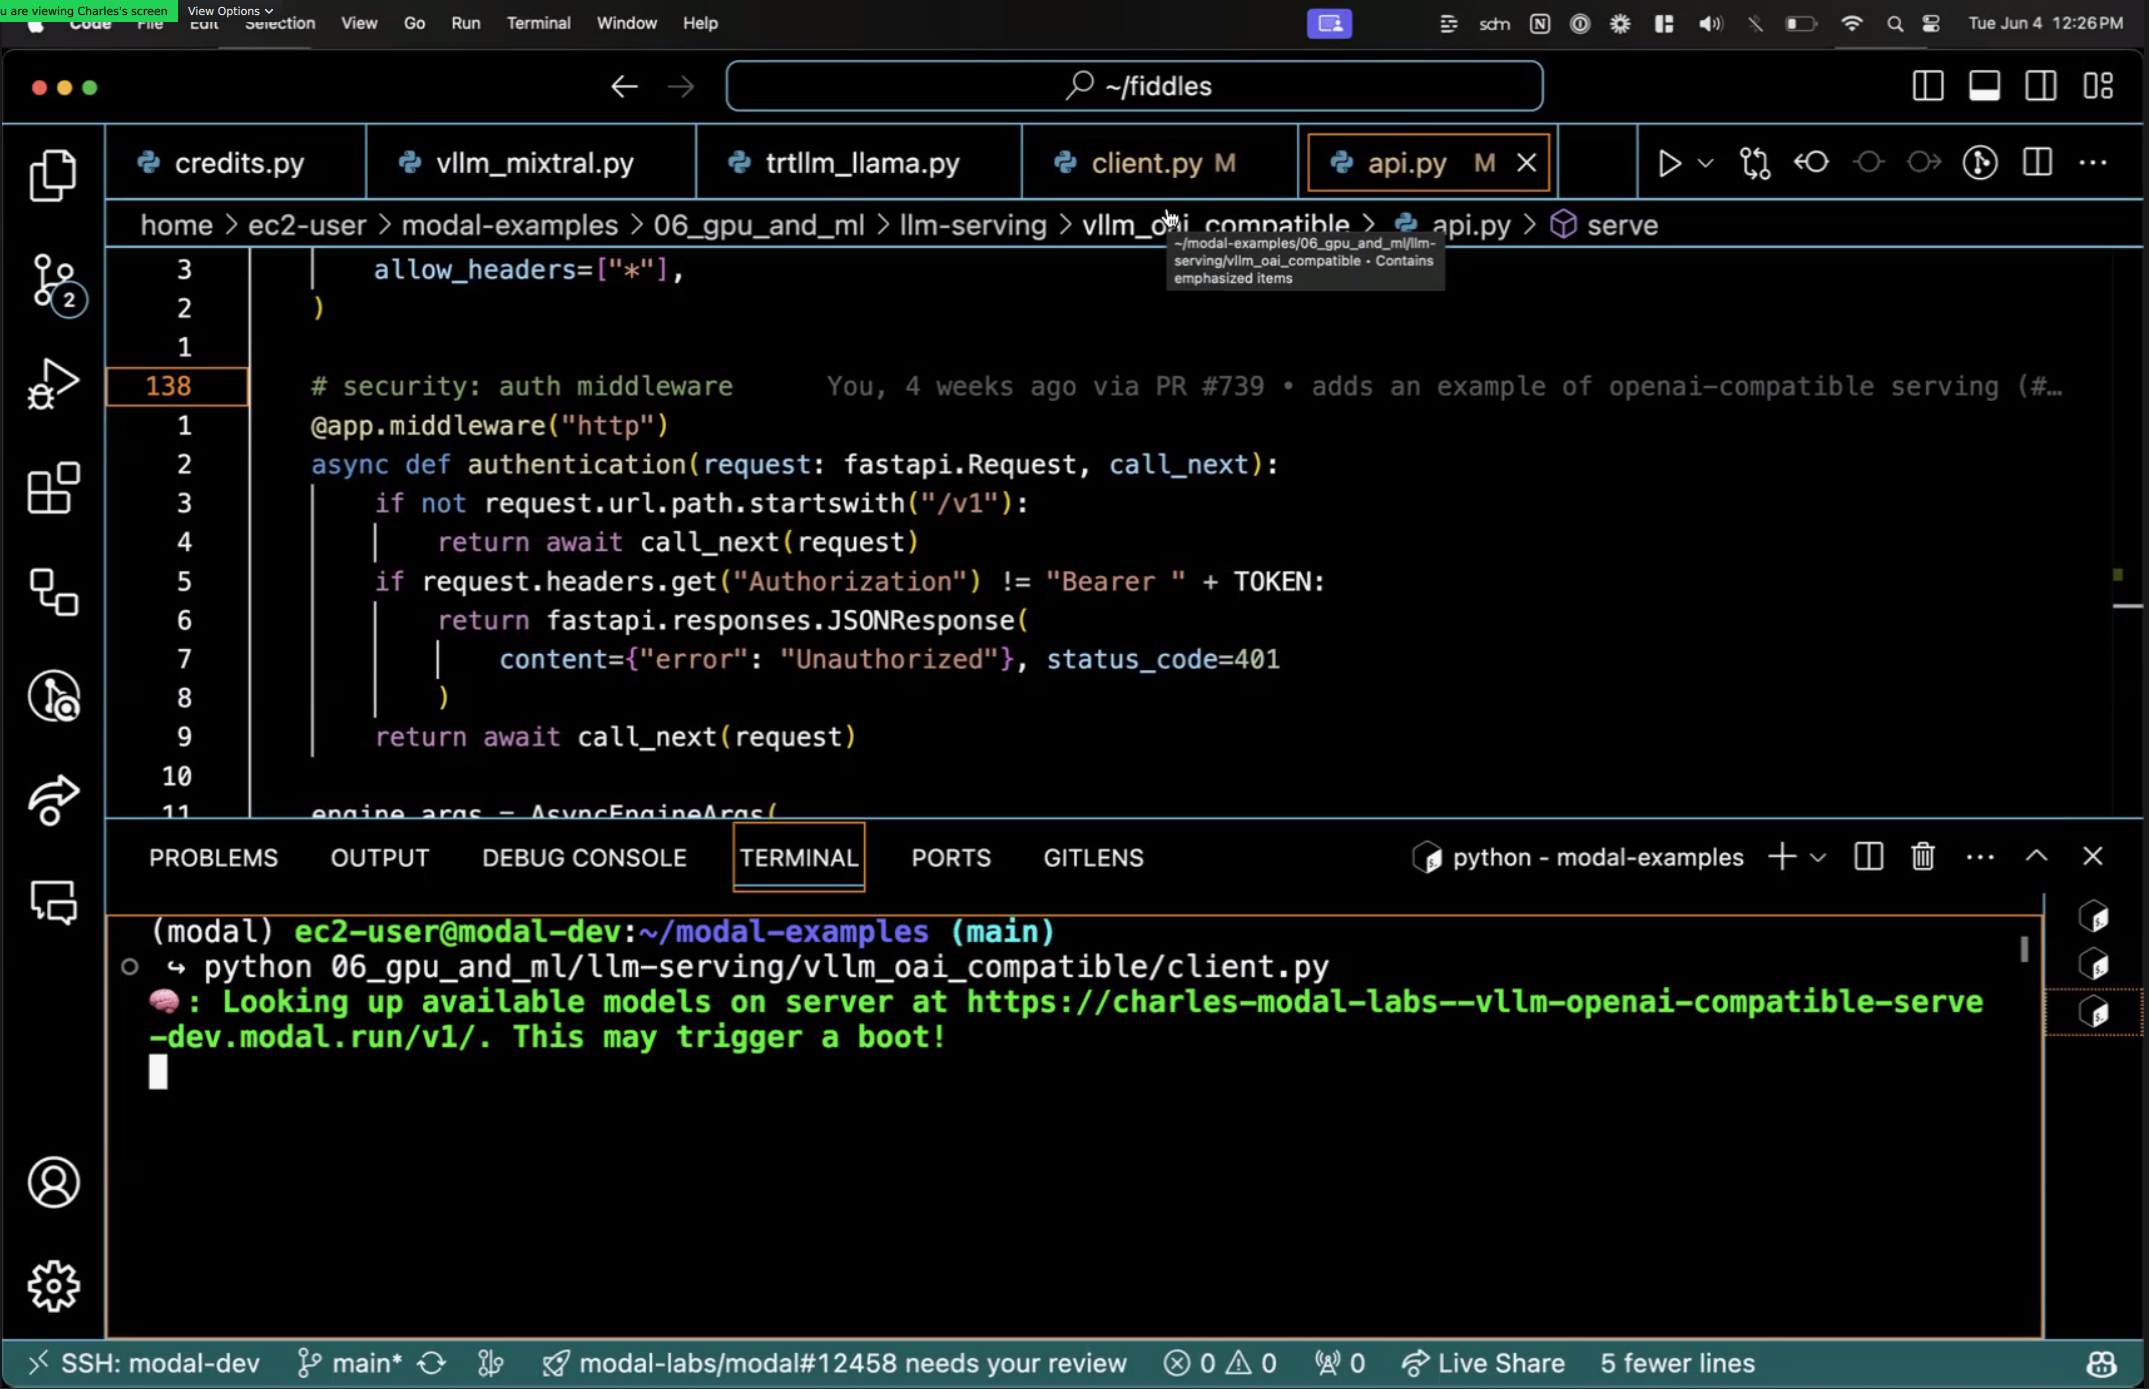 u are viewing Charles's screen View Options
Code File Edit Selection View Go Run Terminal Window Help sdm Tue Jun 4 12:26 PM
~/fiddles
credits.py vllm_mixtral.py trtllm_llama.py client.py M api.py M
home > ec2-user > modal-examples > 06_gpu_and_ml > llm-serving > vllm_oai_compatible > api.py > serve
~/modal-examples/06_gpu_and_ml/llm-
serving/vllm_oai_compatible • Contains
emphasized items
3 allow_headers=["*"],
2 )
1
138 # security: auth middleware You, 4 weeks ago via PR #739 • adds an example of openai-compatible serving (#…
1 @app.middleware("http")
2 async def authentication(request: fastapi.Request, call_next):
3 if not request.url.path.startswith("/v1"):
4 return await call_next(request)
5 if request.headers.get("Authorization") != "Bearer " + TOKEN:
6 return fastapi.responses.JSONResponse(
7 content={"error": "Unauthorized"}, status_code=401
8 )
9 return await call_next(request)
10
11 engine_args = AsyncEngineArgs(
PROBLEMS OUTPUT DEBUG CONSOLE TERMINAL PORTS GITLENS python - modal-examples
(modal) ec2-user@modal-dev:~/modal-examples (main)
↪ python 06_gpu_and_ml/llm-serving/vllm_oai_compatible/client.py
🧠: Looking up available models on server at https://charles-modal-labs--vllm-openai-compatible-serve
-dev.modal.run/v1/. This may trigger a boot!
2
SSH: modal-dev main* modal-labs/modal#12458 needs your review 0 0 0 Live Share 5 fewer lines